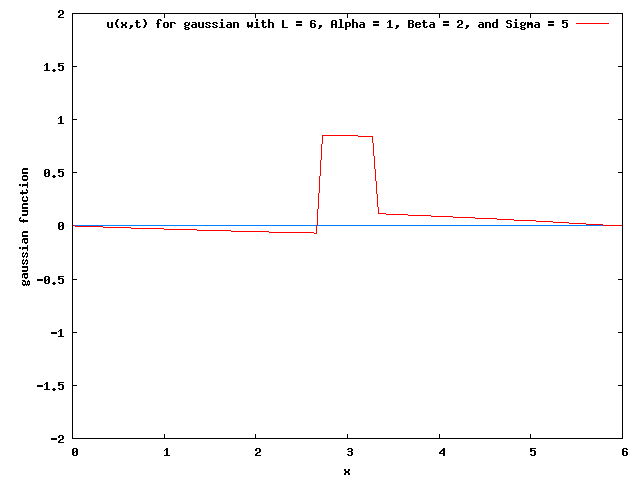 u(x,t) for gaussian with L = 6, Alpha = 1, Beta = 2, and Sigma = 5
2
1.5
1
0.5
0
-0.5
-1
-1.5
-2
gaussian function
0 1 2 3 4 5 6
x